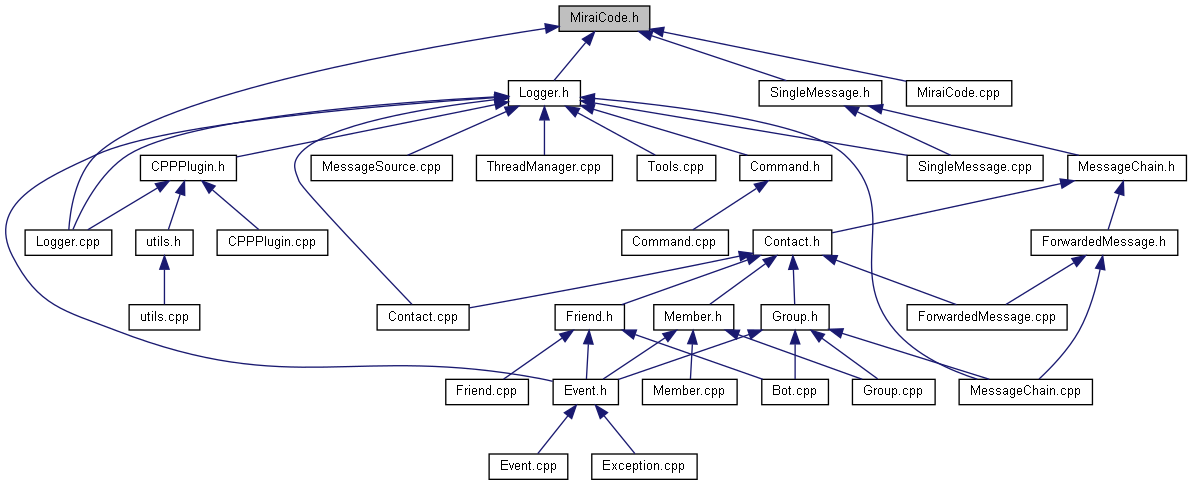 MiraiCode.h
Logger.h
SingleMessage.h
MiraiCode.cpp
CPPPlugin.h
MessageSource.cpp
ThreadManager.cpp
Tools.cpp
Command.h
SingleMessage.cpp
MessageChain.h
Logger.cpp
utils.h
CPPPlugin.cpp
Command.cpp
Contact.h
ForwardedMessage.h
utils.cpp
Contact.cpp
Friend.h
Member.h
Group.h
ForwardedMessage.cpp
Friend.cpp
Event.h
Member.cpp
Bot.cpp
Group.cpp
MessageChain.cpp
Event.cpp
Exception.cpp